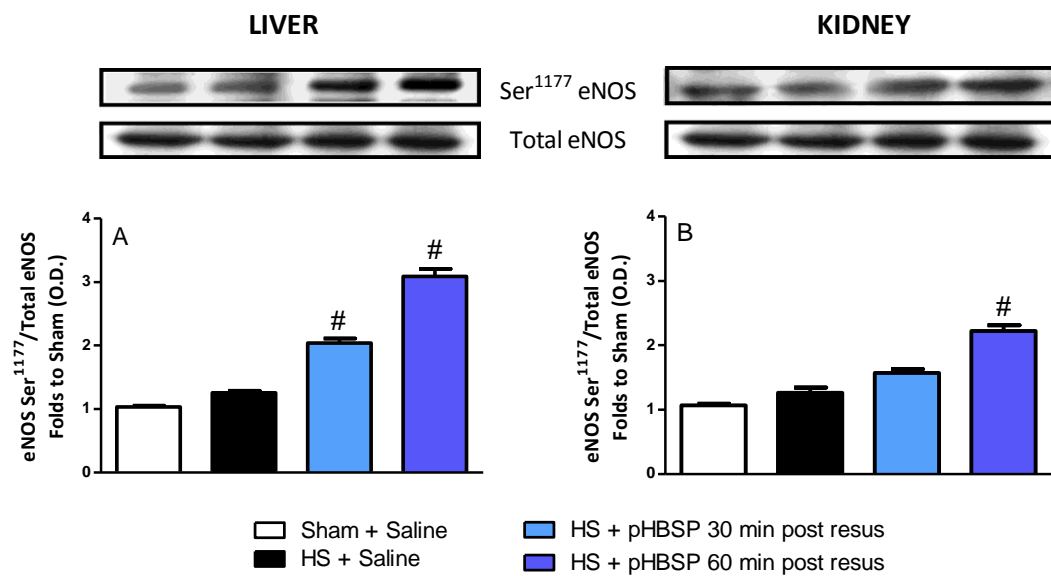 LIVER KIDNEY
Ser¹¹⁷⁷ eNOS
Total eNOS
A
eNOS Ser¹¹⁷⁷/Total eNOS
Folds to Sham (O.D.)
4
3
2
1
0
#
#
B
eNOS Ser¹¹⁷⁷/Total eNOS
Folds to Sham (O.D.)
4
3
2
1
0
#
Sham + Saline
HS + Saline
HS + pHBSP 30 min post resus
HS + pHBSP 60 min post resus